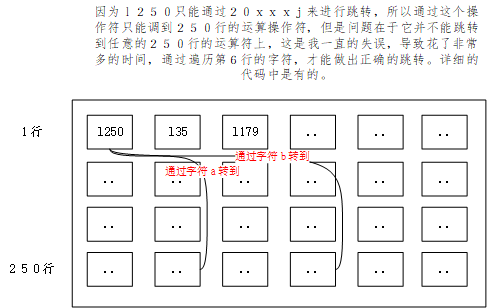 因为１２５０只能通过２０ｘｘｘｊ来进行跳转，所以通过这个操
作符只能调到２５０行的运算操作符，但是问题在于它并不能跳转
到任意的２５０行的运算符上，这是我一直的失误，导致花了非常
多的时间，通过遍历第６行的字符，才能做出正确的跳转。详细的
代码中是有的。
1行 1250 135 1179 .. .. ..
通过字符b转到
通过字符a转到
.. .. .. .. .. ..
.. .. .. .. .. ..
２５０行 .. .. .. .. .. ..